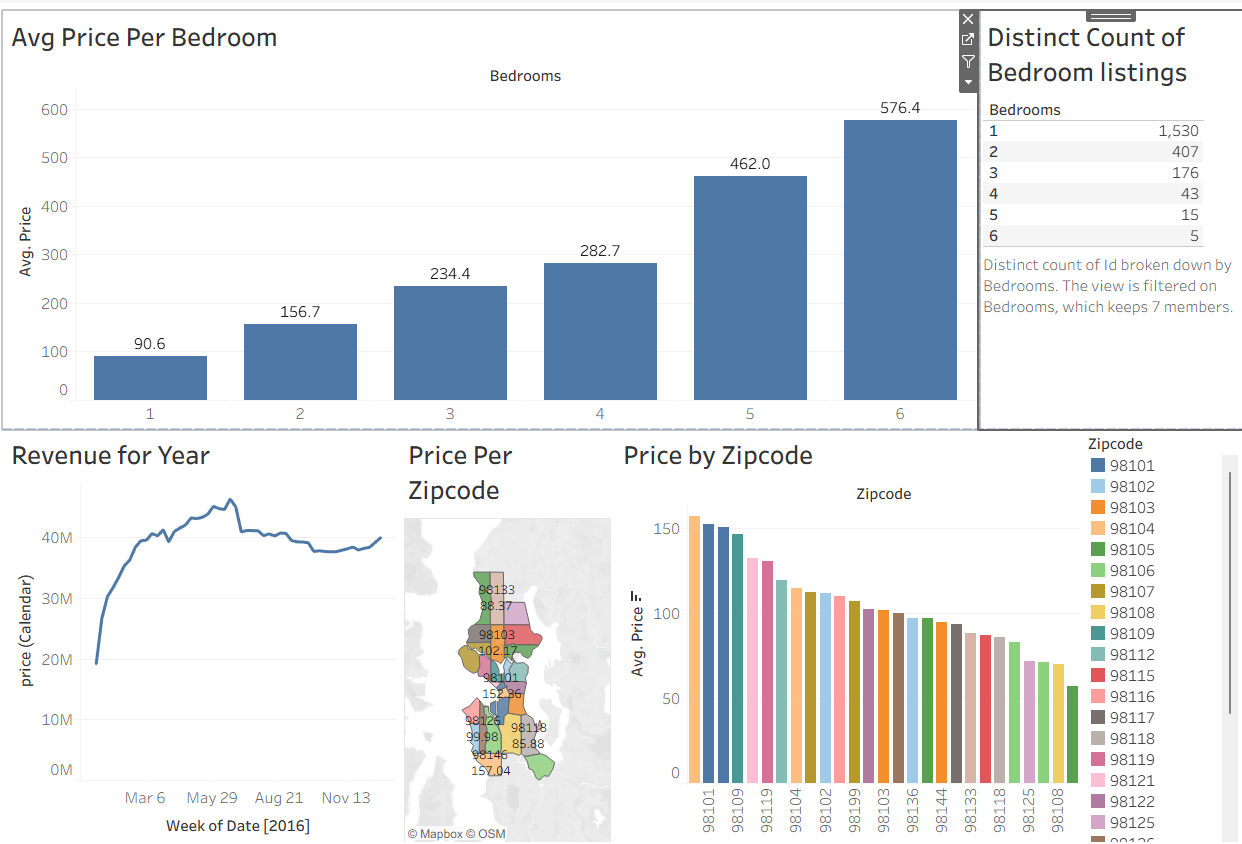 Avg Price Per Bedroom
Bedrooms
Avg. Price
600
500
400
300
200
100
0
90.6
156.7
234.4
282.7
462.0
576.4
1
2
3
4
5
6
Distinct Count of
Bedroom listings
Bedrooms
1 1,530
2 407
3 176
4 43
5 15
6 5
Distinct count of Id broken down by
Bedrooms. The view is filtered on
Bedrooms, which keeps 7 members.
Revenue for Year
price (Calendar)
40M
30M
20M
10M
0M
Mar 6
May 29
Aug 21
Nov 13
Week of Date [2016]
Price Per
Zipcode
98133
88.37
98103
102.17
98101
152.36
98126
99.98
98118
85.88
98146
157.04
© Mapbox © OSM
Price by Zipcode
Zipcode
Avg. Price
150
100
50
0
98101
98109
98119
98104
98102
98199
98103
98136
98144
98133
98118
98125
98108
Zipcode
98101
98102
98103
98104
98105
98106
98107
98108
98109
98112
98115
98116
98117
98118
98119
98121
98122
98125